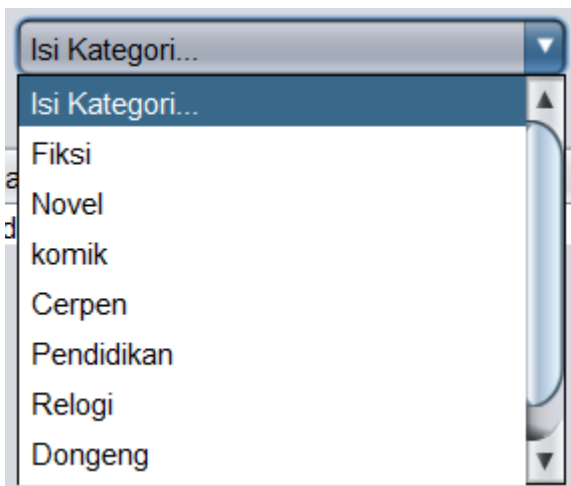 Isi Kategori...
Isi Kategori...
Fiksi
Novel
komik
Cerpen
Pendidikan
Relogi
Dongeng